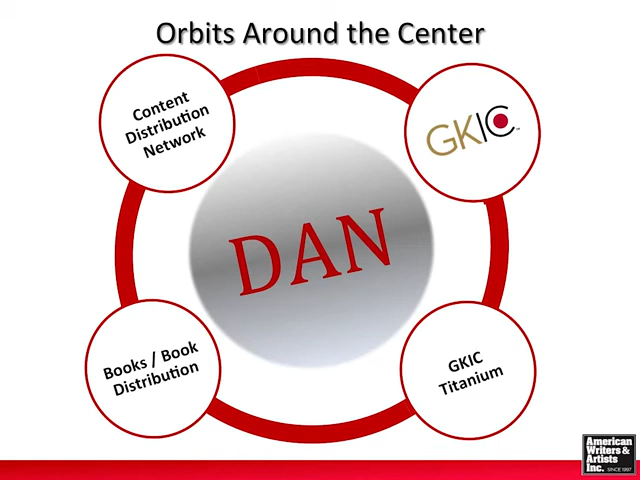 Orbits Around the Center
Content
Distribution
Network
GKIC™
DAN
Books / Book
Distribution
GKIC
Titanium
American
Writers &
Artists
Inc. SINCE 1997